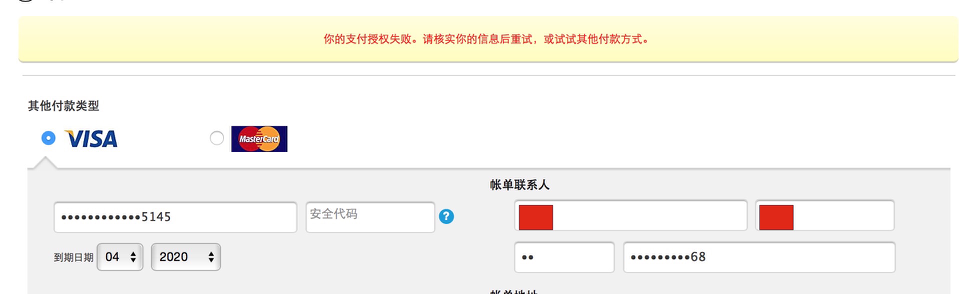 你的支付授权失败。请核实你的信息后重试，或试试其他付款方式。
其他付款类型
VISA
MasterCard
帐单联系人
••••••••••••5145
安全代码
?
到期日期 04 2020
••
•••••••••68